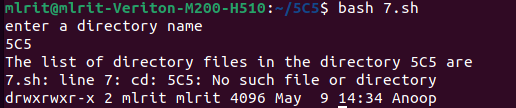 mlrit@mlrit-Veriton-M200-H510:~/5C5$ bash 7.sh
enter a directory name
5C5
The list of directory files in the directory 5C5 are
7.sh: line 7: cd: 5C5: No such file or directory
drwxrwxr-x 2 mlrit mlrit 4096 May  9 14:34 Anoop